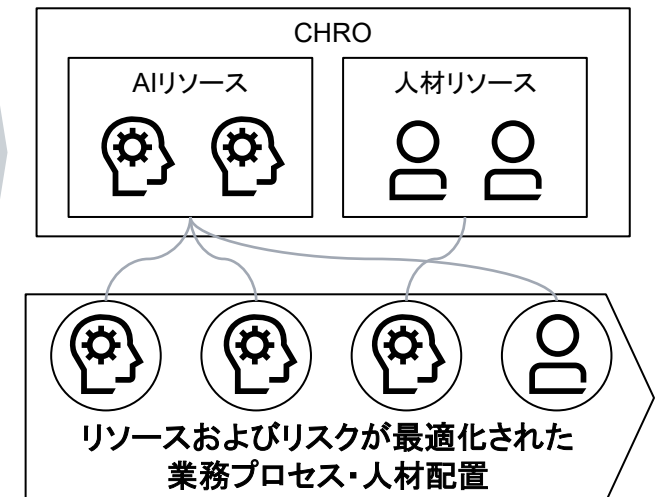 CHRO
AIリソース
人材リソース
リソースおよびリスクが最適化された
業務プロセス・人材配置